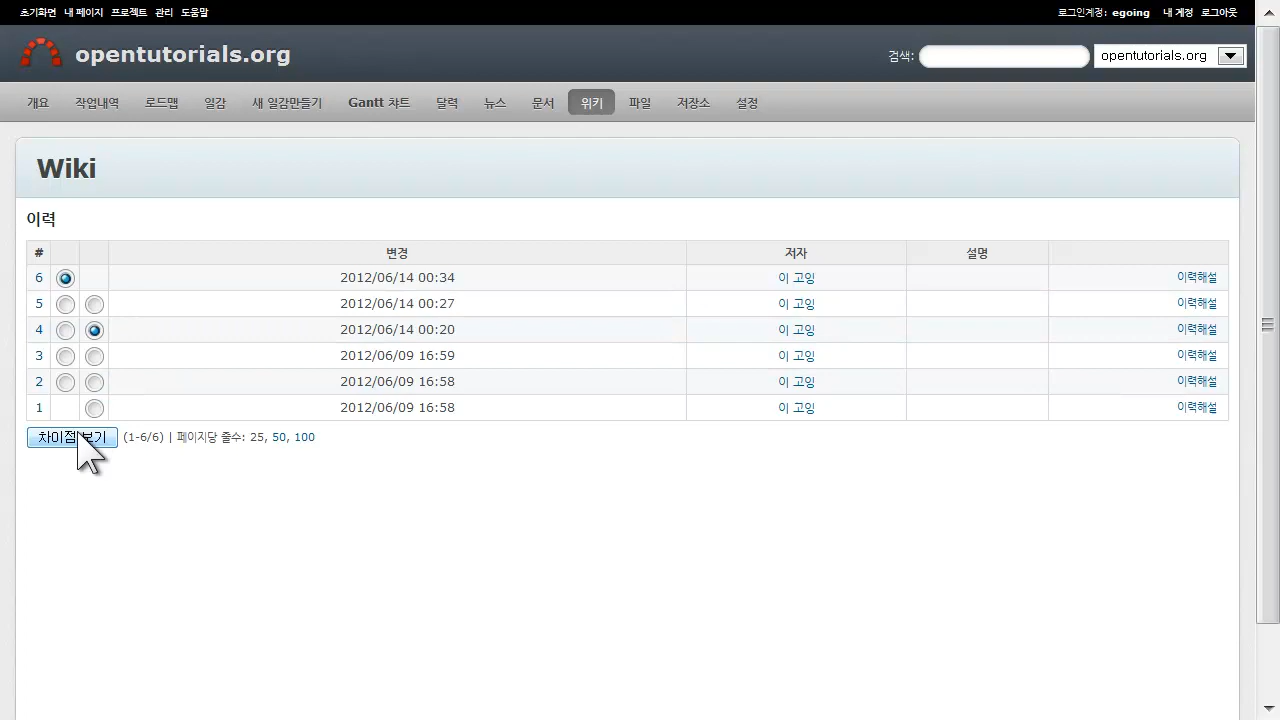 초기화면 내 페이지 프로젝트 관리 도움말 로그인계정: egoing 내 계정 로그아웃
opentutorials.org 검색: opentutorials.org
개요 작업내역 로드맵 일감 새 일감만들기 Gantt 챠트 달력 뉴스 문서 위키 파일 저장소 설정
Wiki
이력
# 변경 저자 설명
6 2012/06/14 00:34 이 고잉 이력해설
5 2012/06/14 00:27 이 고잉 이력해설
4 2012/06/14 00:20 이 고잉 이력해설
3 2012/06/09 16:59 이 고잉 이력해설
2 2012/06/09 16:58 이 고잉 이력해설
1 2012/06/09 16:58 이 고잉 이력해설
차이점 보기 (1-6/6) | 페이지당 줄수: 25, 50, 100